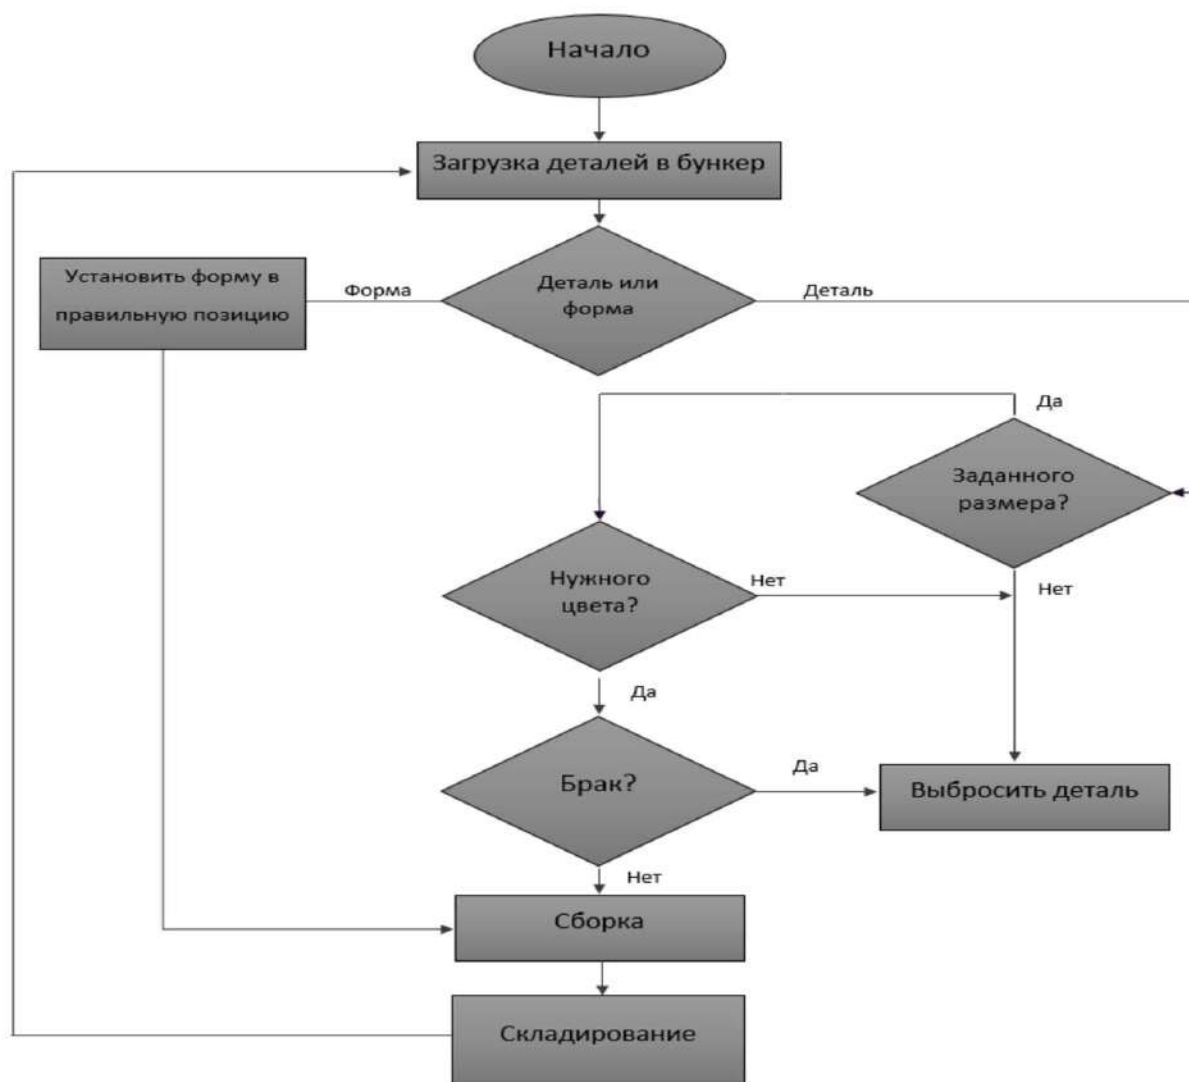 Начало
Загрузка деталей в бункер
Установить форму в
правильную позицию
Форма
Деталь или
форма
Деталь
Да
Заданного
размера?
Нужного
цвета?
Нет
Нет
Да
Брак?
Да
Выбросить деталь
Нет
Сборка
Складирование